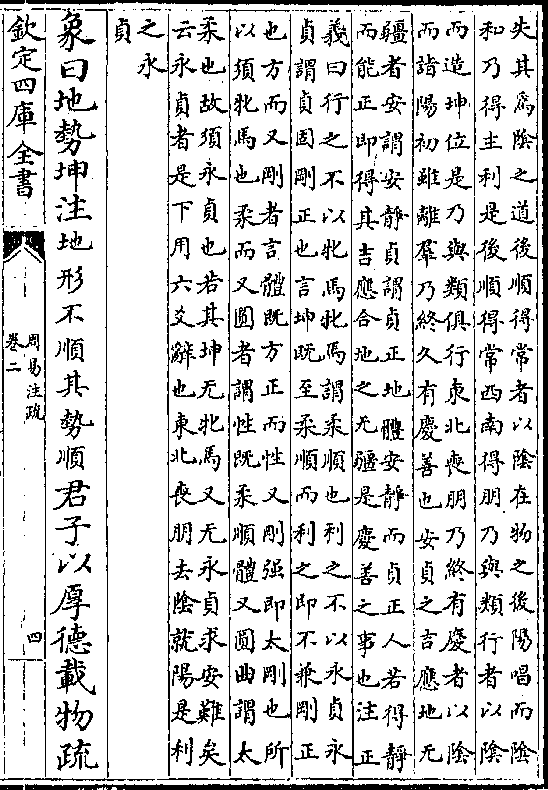 失其爲陰之道後順得常者以陰在物之後陽唱而陰
和乃得主利是後順得常西南得朋乃與類行者以陰
而造坤位是乃與類俱行東北喪朋乃終有慶者以陰
而詣陽初雖離羣乃終久有慶善也安貞之吉應地无
疆者安謂安靜貞謂貞正地體安靜而貞正人若得靜
而能正即得其吉應合地之无疆是慶善之事也注正
義曰行之不以牝馬牝馬謂柔順也利之不以永貞永
貞謂貞固剛正也言坤既至柔順而利之即不兼剛正
也方而又剛者言體既方正而性又剛强即太剛也所
以須牝馬也柔而又圓者謂性既柔順體又圓曲謂太
柔也故須永貞也若其坤无牝馬又无永貞求安難矣
云永貞者是下用六爻辭也東北喪朋去陰就陽是利
之永
貞
象曰地勢坤注地形不順其勢順君子以厚德載物疏
欽定四庫全書
周易注疏
卷二
四